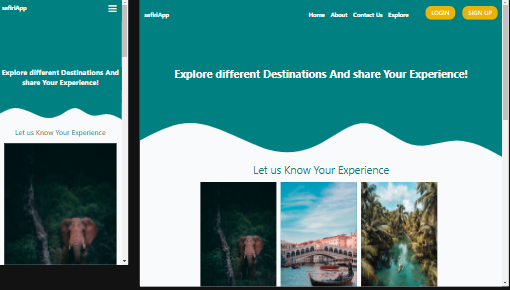 safiriApp
Explore different Destinations And
share Your Experience!
Let us Know Your Experience
safiriApp
Home About Contact Us Explore LOGIN SIGN UP
Explore different Destinations And share Your Experience!
Let us Know Your Experience